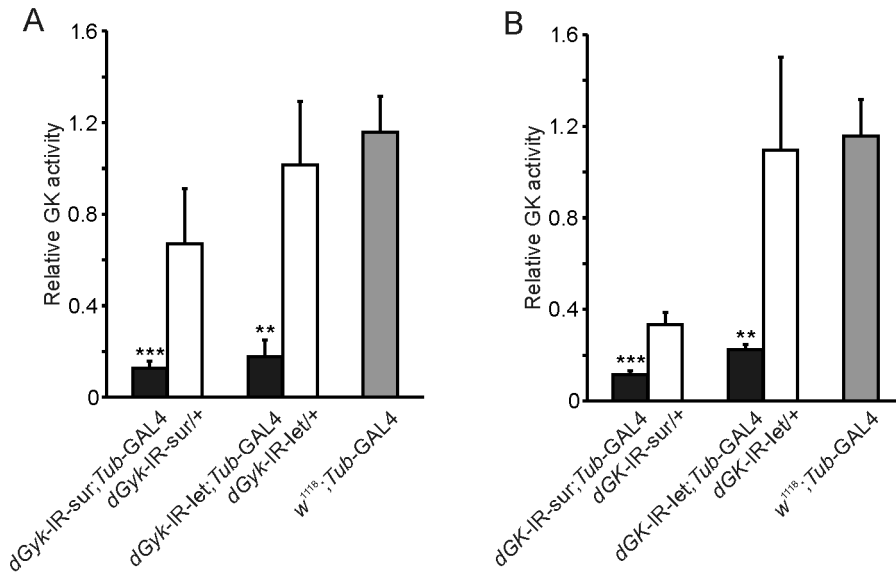 A
Relative GK activity
1.6
1.2
0.8
0.4
0
***
**
dGyk-IR-sur;Tub-GAL4
dGyk-IR-sur/+
dGyk-IR-let;Tub-GAL4
dGyk-IR-let/+
w1118;Tub-GAL4
B
Relative GK activity
1.6
1.2
0.8
0.4
0
***
**
dGK-IR-sur;Tub-GAL4
dGK-IR-sur/+
dGK-IR-let;Tub-GAL4
dGK-IR-let/+
w1118;Tub-GAL4